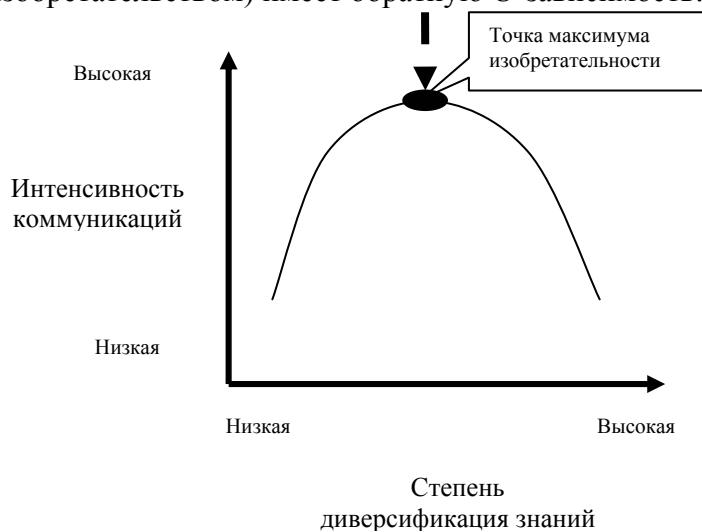 изобретательством) имеет обратную U-зависимость.
Точка максимума
изобретательности
Высокая
Интенсивность
коммуникаций
Низкая
Низкая
Высокая
Степень
диверсификация знаний